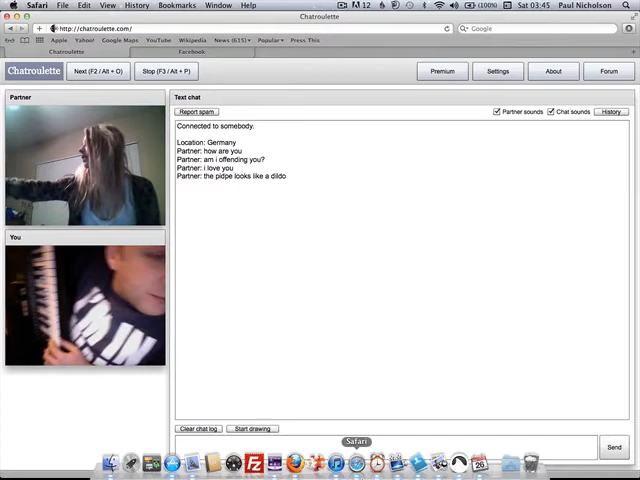 Safari File Edit View History Bookmarks Window Help 12 (100%) Sat 03:45 Paul Nicholson
Chatroulette
http://chatroulette.com/ Google
Apple Yahoo! Google Maps YouTube Wikipedia News (615) Popular Press This
Chatroulette Facebook
Chatroulette Next (F2 / Alt + O) Stop (F3 / Alt + P) Premium Settings About Forum
Partner Text chat
Report spam Partner sounds Chat sounds History
Connected to somebody.
Location: Germany
Partner: how are you
Partner: am i offending you?
Partner: i love you
Partner: the pidpe looks like a dildo
You
Clear chat log Start drawing
Safari
Send
26